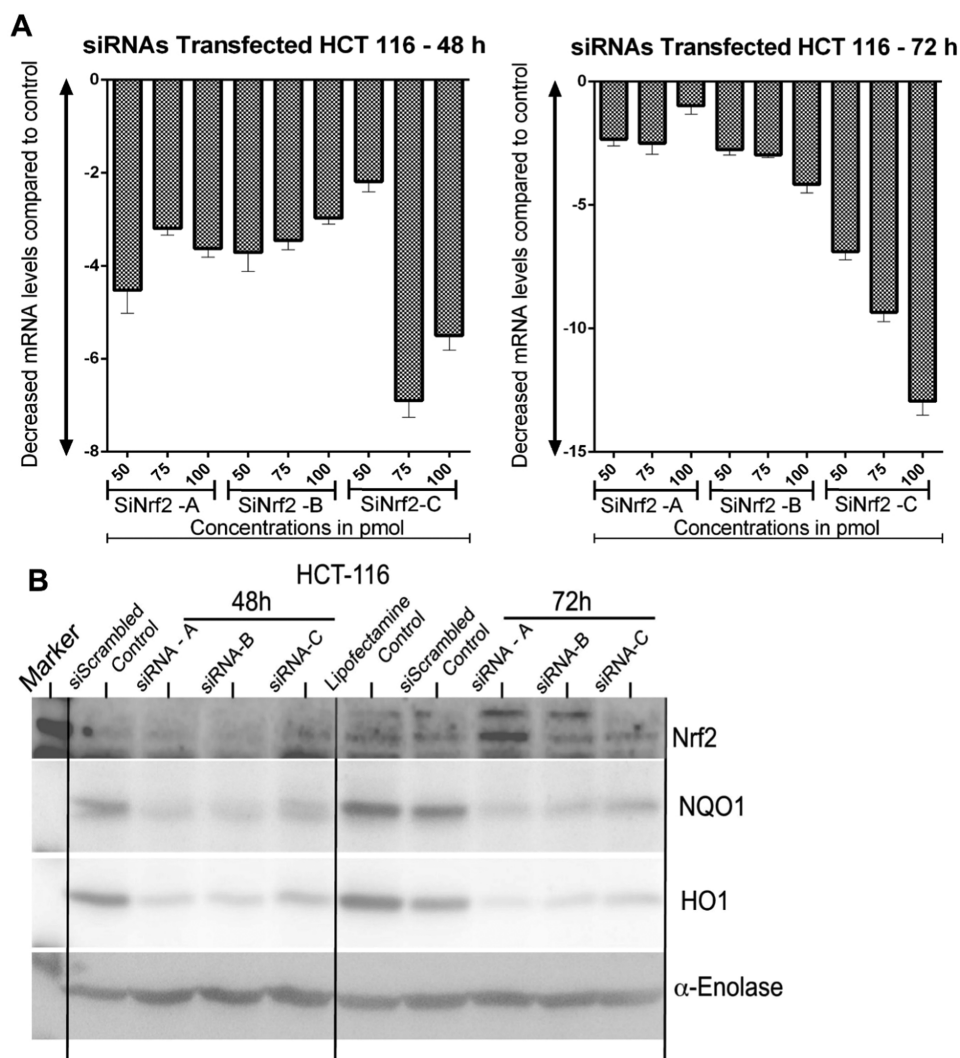 A
siRNAs Transfected HCT 116 - 48 h
Decreased mRNA levels compared to control
0
-2
-4
-6
-8
50 75 100 50 75 100 50 75 100
SiNrf2 -A SiNrf2 -B SiNrf2-C
Concentrations in pmol
siRNAs Transfected HCT 116 - 72 h
Decreased mRNA levels compared to control
0
-5
-10
-15
50 75 100 50 75 100 50 75 100
SiNrf2 -A SiNrf2 -B SiNrf2 -C
Concentrations in pmol
B
HCT-116
48h 72h
Marker
siScrambled Control
siRNA - A
siRNA-B
siRNA-C
Lipofectamine Control
siScrambled Control
siRNA - A
siRNA-B
siRNA-C
Nrf2
NQO1
HO1
α-Enolase